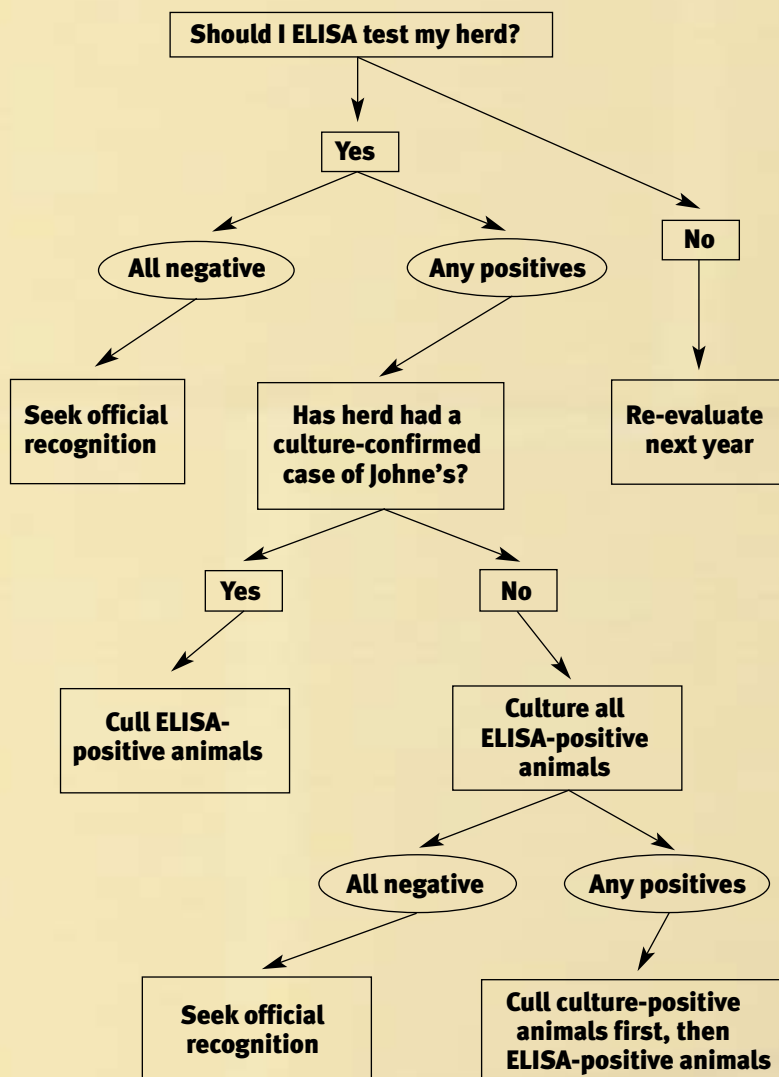 Should I ELISA test my herd?
Yes
No
All negative
Any positives
Seek official
recognition
Has herd had a
culture-confirmed
case of Johne's?
Re-evaluate
next year
Yes
No
Cull ELISA-
positive animals
Culture all
ELISA-positive
animals
All negative
Any positives
Seek official
recognition
Cull culture-positive
animals first, then
ELISA-positive animals